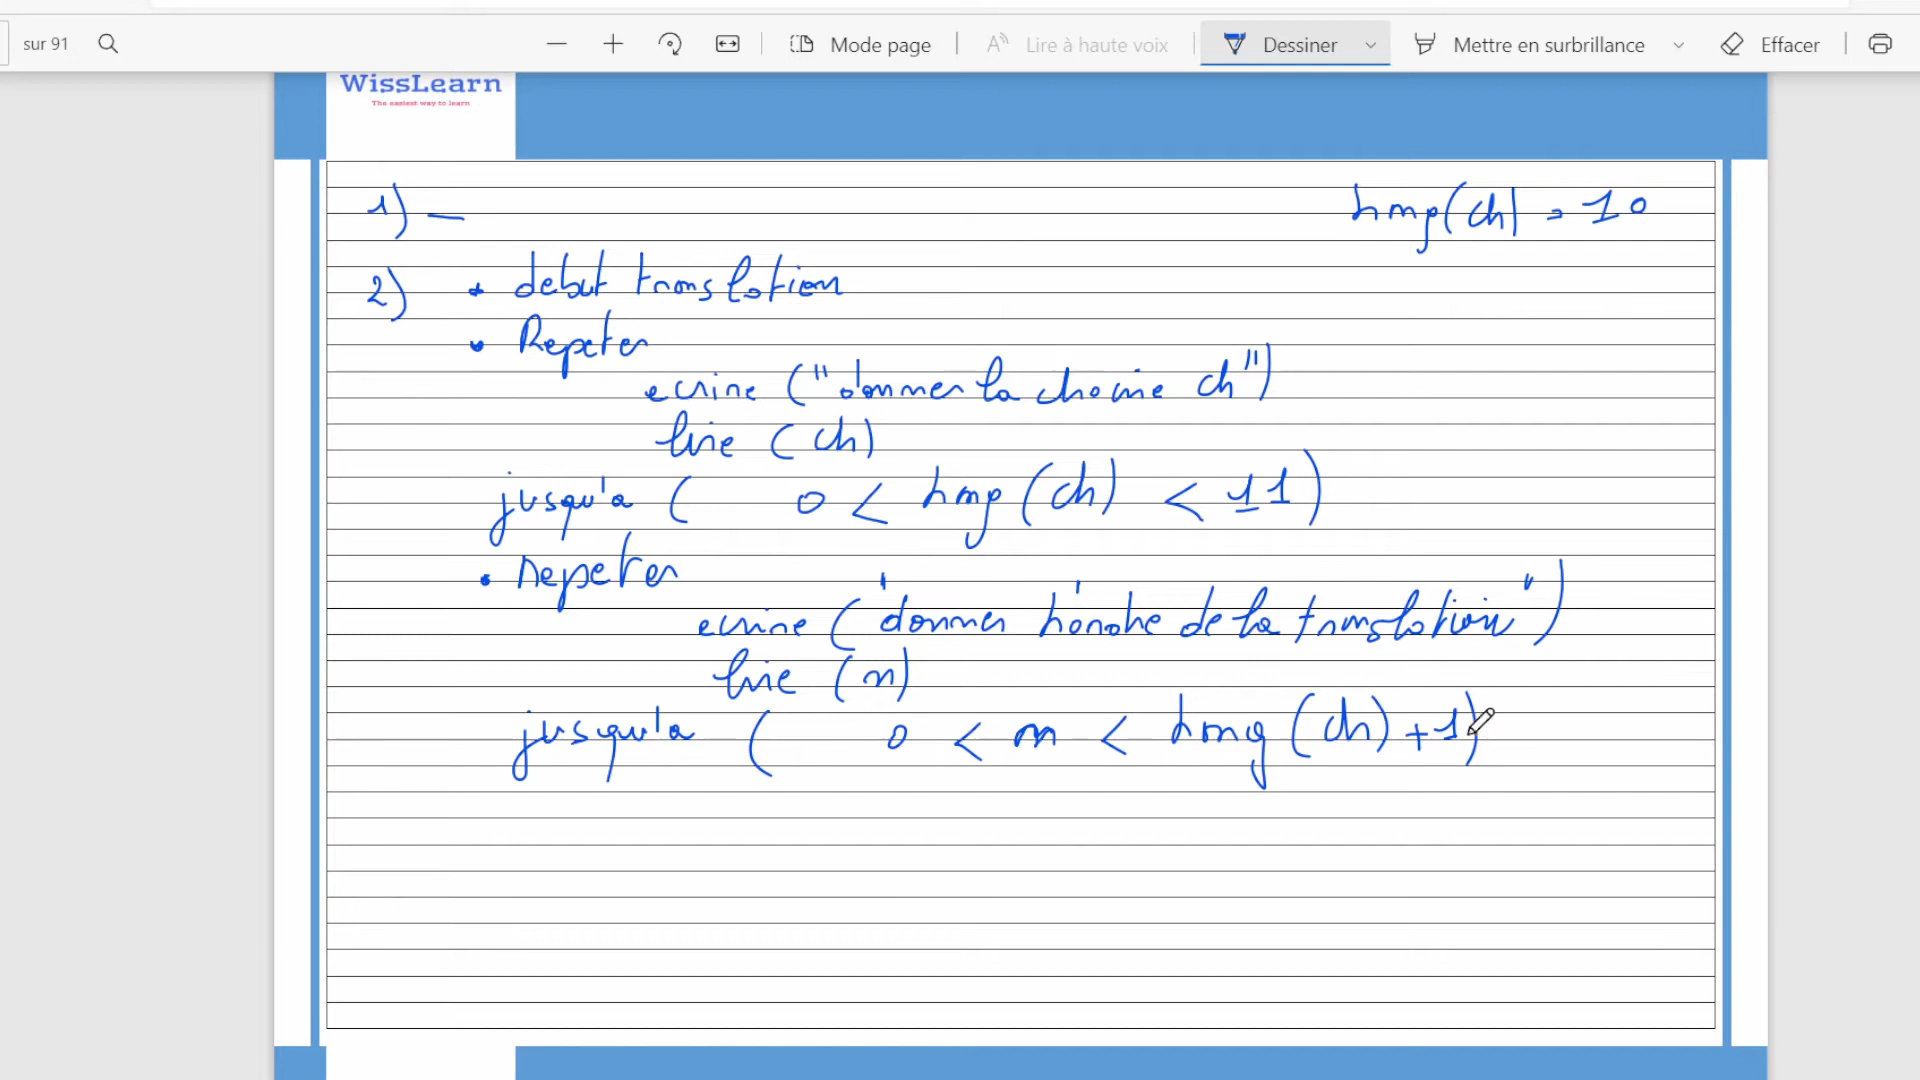 sur 91
Mode page
Lire à haute voix
Dessiner
Mettre en surbrillance
Effacer
WissLearn
The easiest way to learn
1) —
long(ch) = 10
2) • debut translation
• Repeter
ecrire ("donner la chaine ch")
lire (ch)
jusqu'a ( 0 < long(ch) < 11)
• Repeter
ecrire ("donner l'ordre de la translation")
lire (n)
jusqu'a ( 0 < n < long(ch)+1)